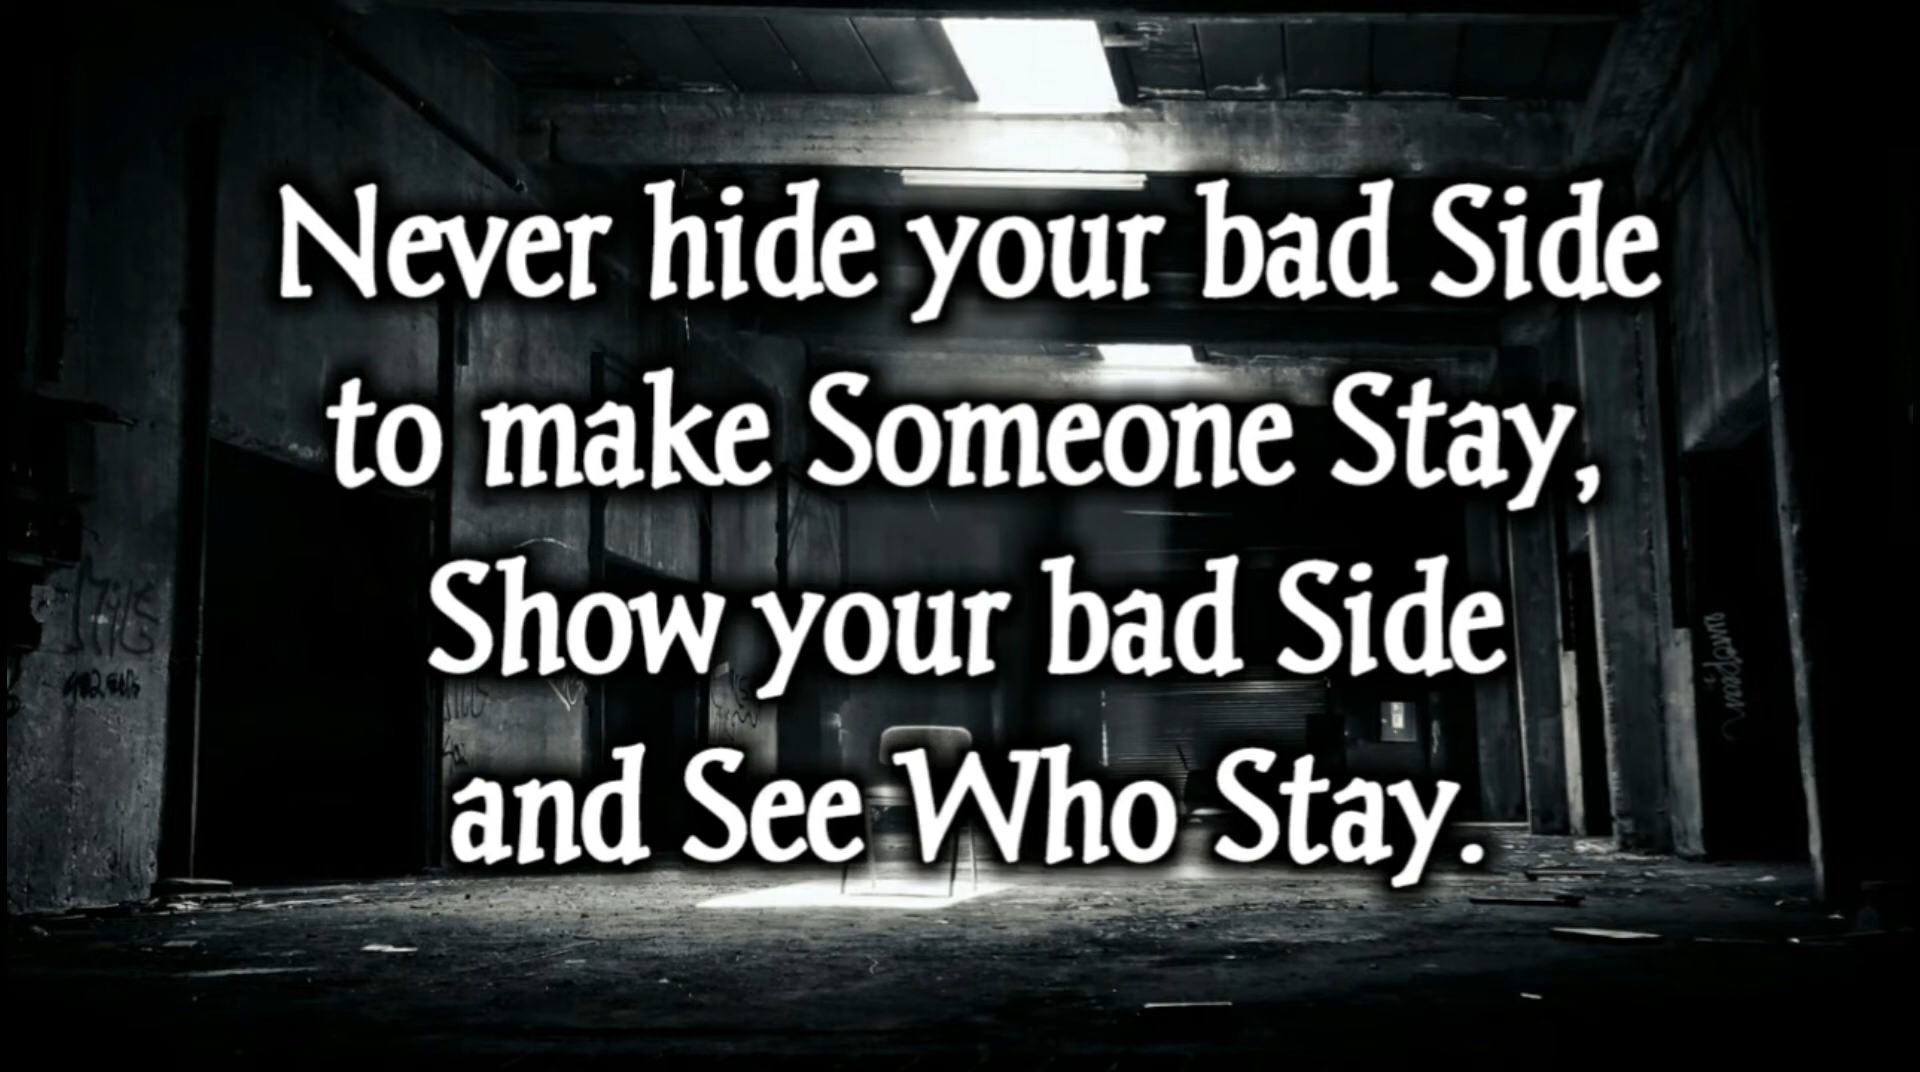 Never hide your bad Side
to make Someone Stay,
Show your bad Side
and See Who Stay.